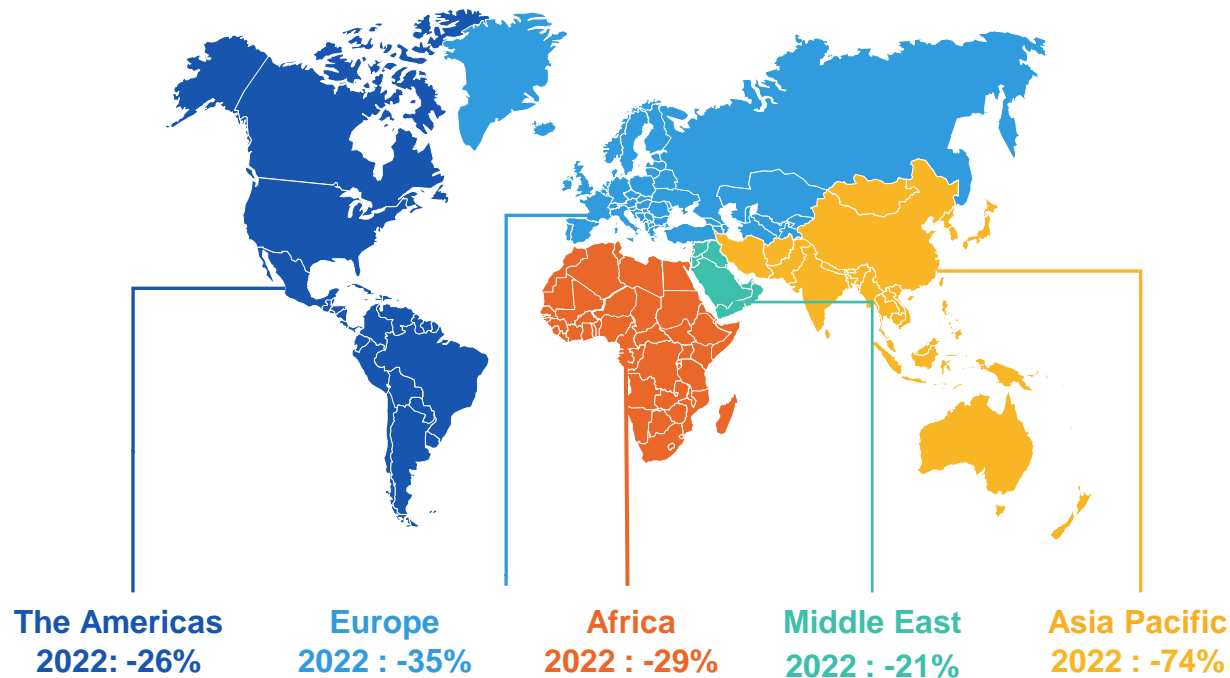 The Americas
2022: -26%
Europe
2022 : -35%
Africa
2022 : -29%
Middle East
2022 : -21%
Asia Pacific
2022 : -74%